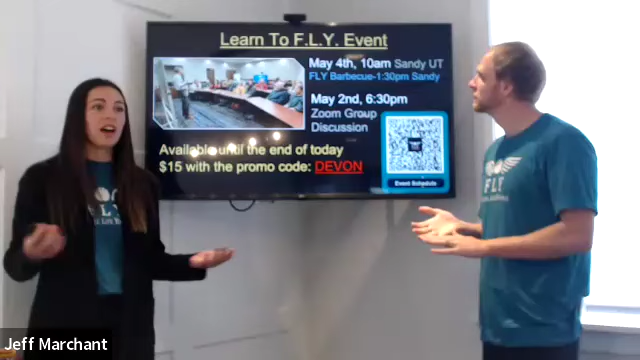 Learn To F.L.Y. Event
May 4th, 10am Sandy UT
FLY Barbecue-1:30pm Sandy
May 2nd, 6:30pm
Zoom Group
Discussion
Available until the end of today
$15 with the promo code: DEVON
Event Schedule
FLY
FLY
Jeff Marchant